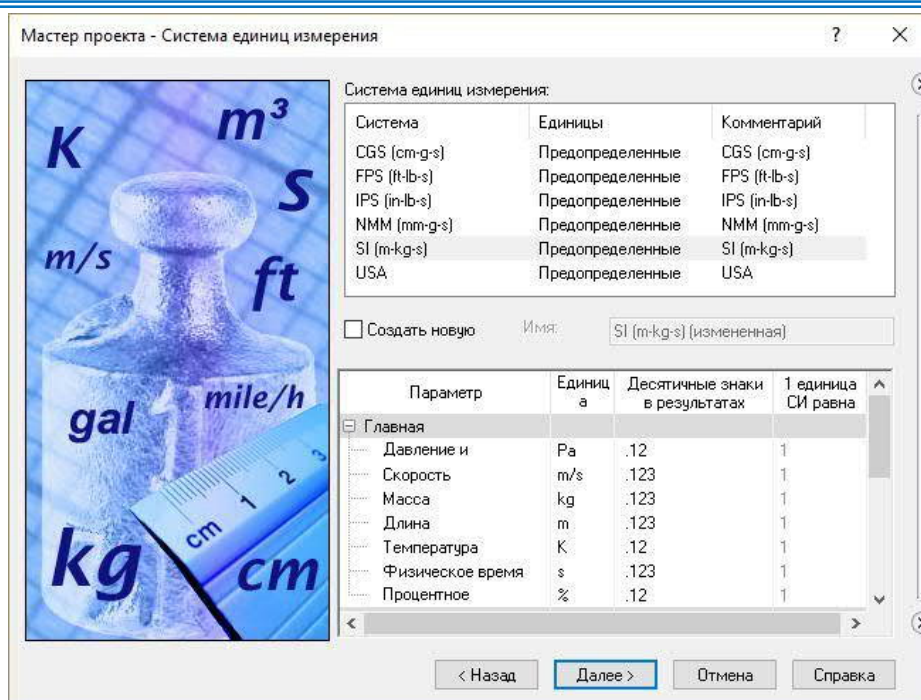 Мастер проекта - Система единиц измерения ? ×
K
m³
s
m/s
ft
gal
mile/h
kg
cm 1 2 3
cm
Система единиц измерения:
Система Единицы Комментарий
CGS (cm-g-s) Предопределенные CGS (cm-g-s)
FPS (ft-lb-s) Предопределенные FPS (ft-lb-s)
IPS (in-lb-s) Предопределенные IPS (in-lb-s)
NMM (mm-g-s) Предопределенные NMM (mm-g-s)
SI (m-kg-s) Предопределенные SI (m-kg-s)
USA Предопределенные USA
Создать новую Имя: SI (m-kg-s) (измененная)
Параметр Единиц
а Десятичные знаки
в результатах 1 единица
СИ равна
Главная
Давление и Pa .12 1
Скорость m/s .123 1
Масса kg .123 1
Длина m .123 1
Температура K .12 1
Физическое время s .123 1
Процентное % .12 1
< Назад Далее > Отмена Справка